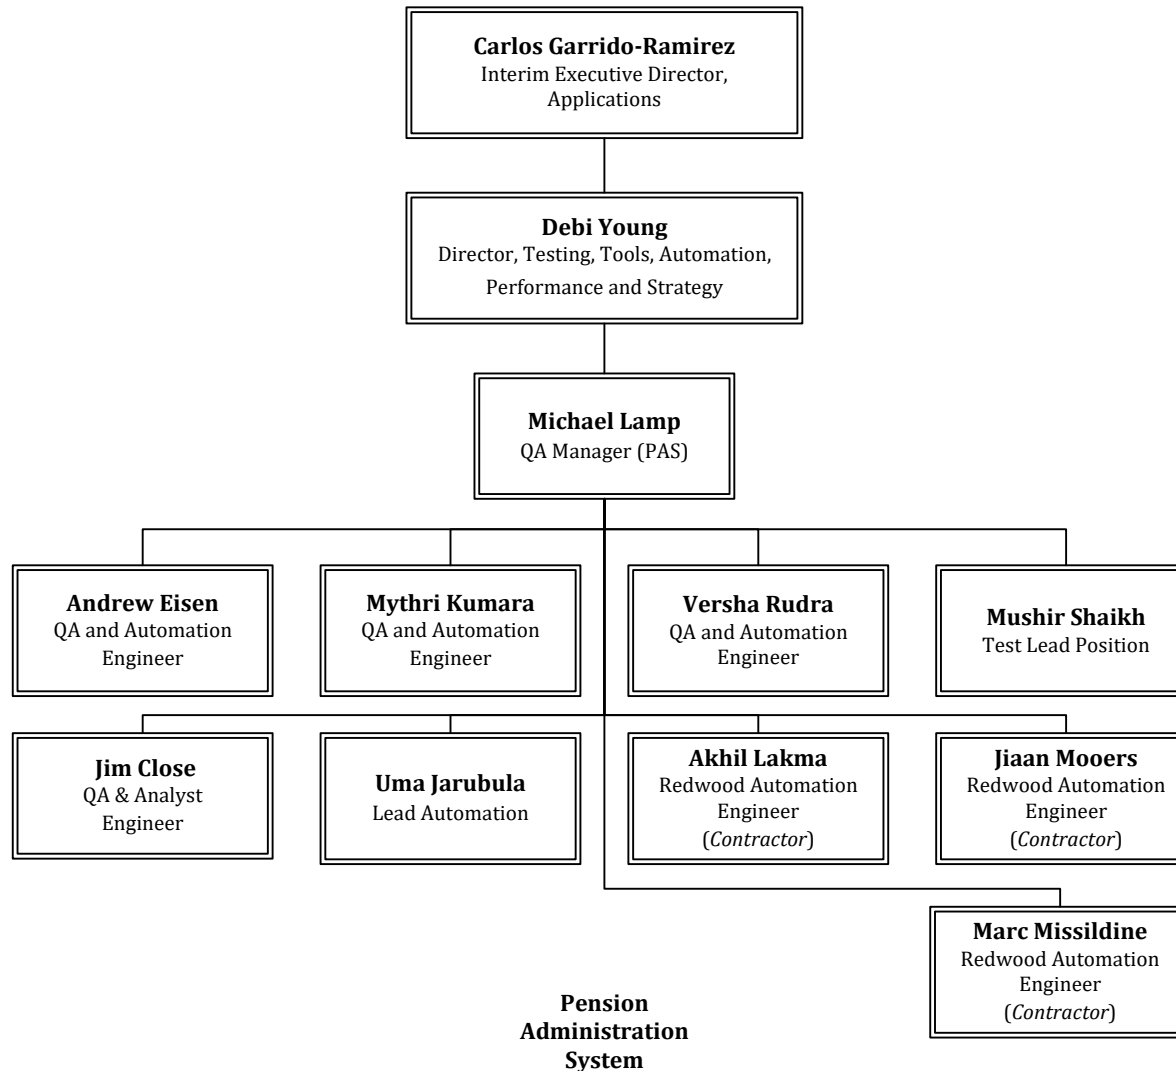 Carlos Garrido-Ramirez
Interim Executive Director,
Applications
Debi Young
Director, Testing, Tools, Automation,
Performance and Strategy
Michael Lamp
QA Manager (PAS)
Andrew Eisen
QA and Automation
Engineer
Mythri Kumara
QA and Automation
Engineer
Versha Rudra
QA and Automation
Engineer
Mushir Shaikh
Test Lead Position
Jim Close
QA & Analyst
Engineer
Uma Jarubula
Lead Automation
Akhil Lakma
Redwood Automation
Engineer
(Contractor)
Jiaan Mooers
Redwood Automation
Engineer
(Contractor)
Marc Missildine
Redwood Automation
Engineer
(Contractor)
Pension
Administration
System